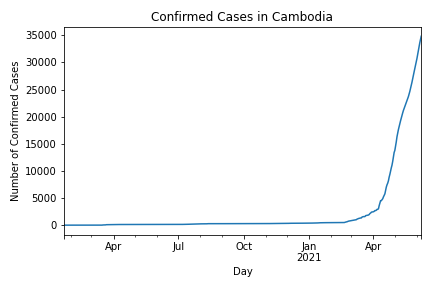 Confirmed Cases in Cambodia
35000
30000
25000
20000
15000
10000
5000
0
Number of Confirmed Cases
Apr
Jul
Oct
Jan
2021
Apr
Day